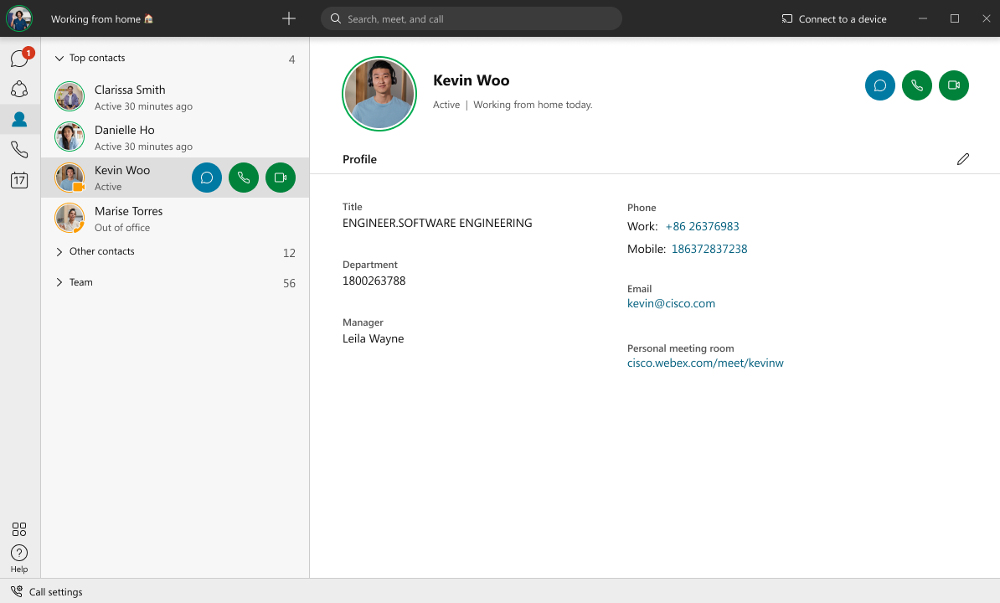 Working from home
Search, meet, and call
Connect to a device
1
17
Help
Top contacts 4
Clarissa Smith
Active 30 minutes ago
Danielle Ho
Active 30 minutes ago
Kevin Woo
Active
Marise Torres
Out of office
Other contacts 12
Team 56
Kevin Woo
Active | Working from home today.
Profile
Title
ENGINEER.SOFTWARE ENGINEERING
Department
1800263788
Manager
Leila Wayne
Phone
Work: +86 26376983
Mobile: 186372837238
Email
kevin@cisco.com
Personal meeting room
cisco.webex.com/meet/kevinw
Call settings